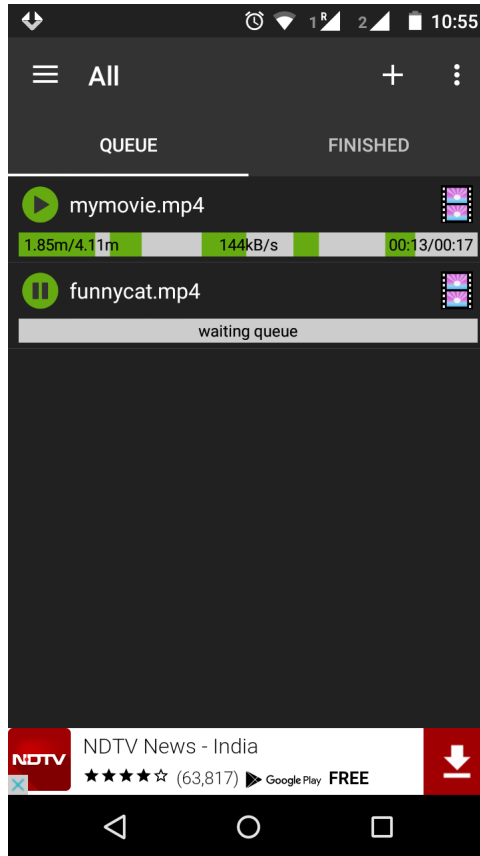 1 R 2 10:55
All
QUEUE FINISHED
mymovie.mp4
1.85m/4.11m 144kB/s 00:13/00:17
funnycat.mp4
waiting queue
NDTV
NDTV News - India
(63,817) Google Play FREE